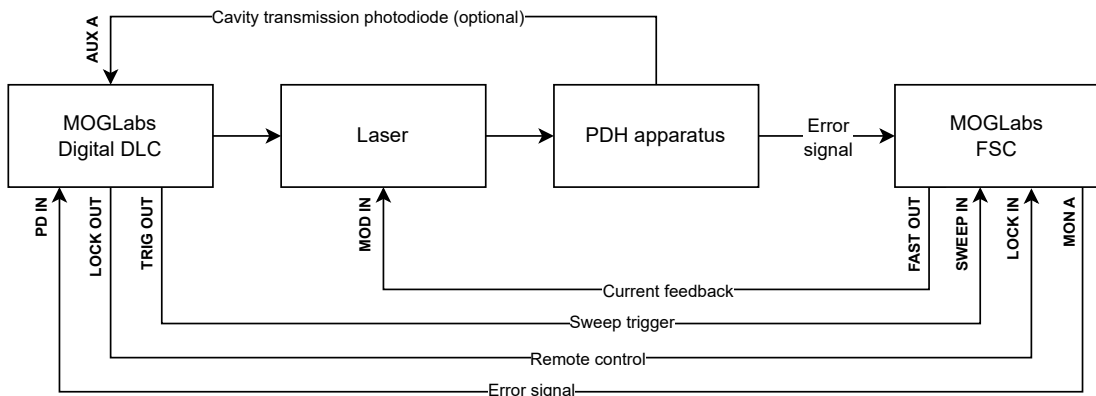 Cavity transmission photodiode (optional)
AUX A
MOGLabs
Digital DLC
Laser
PDH apparatus
Error
signal
MOGLabs
FSC
PD IN
LOCK OUT
TRIG OUT
MOD IN
FAST OUT
SWEEP IN
LOCK IN
MON A
Current feedback
Sweep trigger
Remote control
Error signal